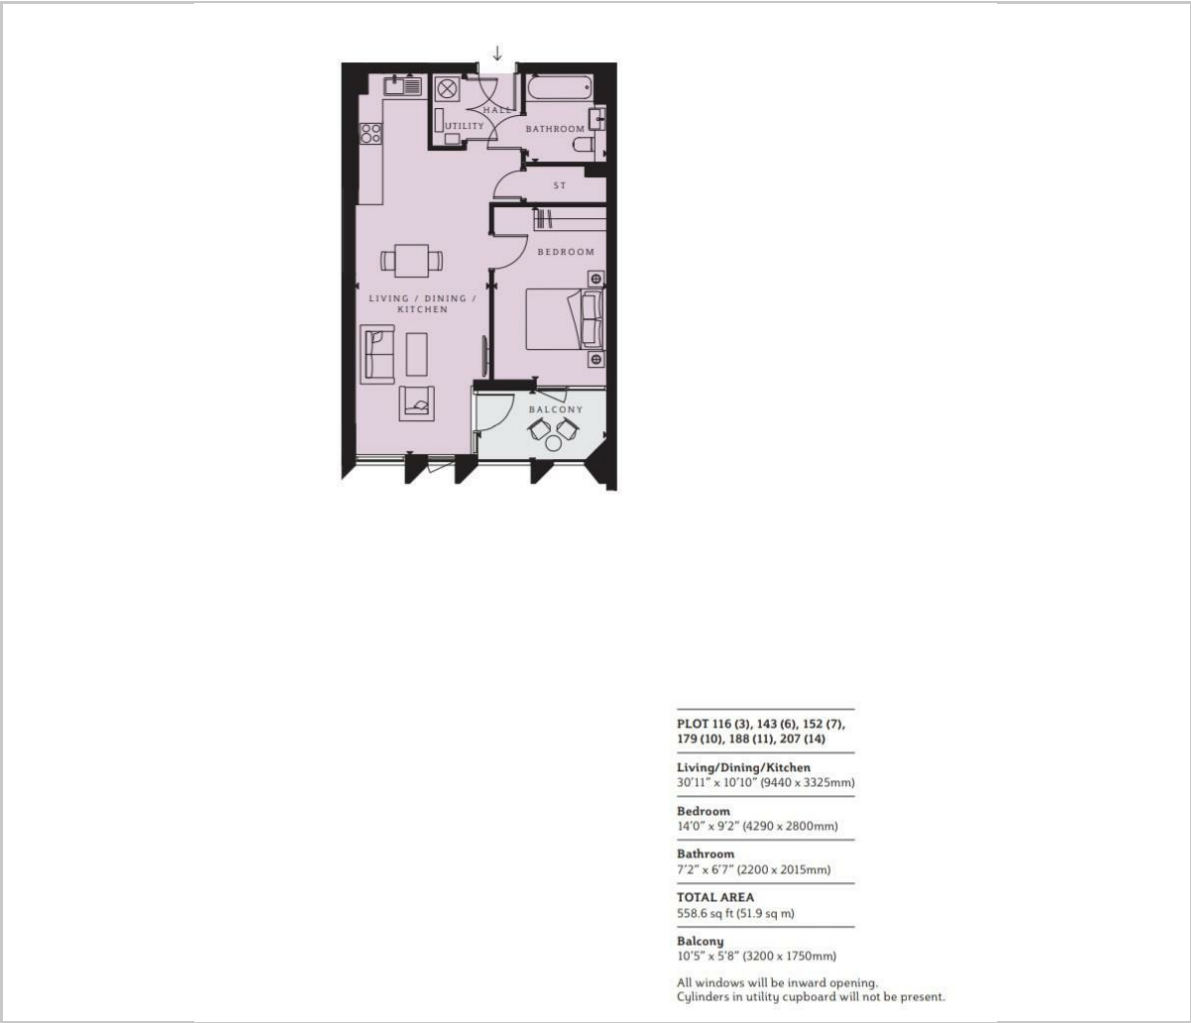 HALL
UTILITY
BATHROOM
ST
BEDROOM
LIVING / DINING /
KITCHEN
BALCONY
PLOT 116 (3), 143 (6), 152 (7),
179 (10), 188 (11), 207 (14)
Living/Dining/Kitchen
30'11" x 10'10" (9440 x 3325mm)
Bedroom
14'0" x 9'2" (4290 x 2800mm)
Bathroom
7'2" x 6'7" (2200 x 2015mm)
TOTAL AREA
558.6 sq ft (51.9 sq m)
Balcony
10'5" x 5'8" (3200 x 1750mm)
All windows will be inward opening.
Cylinders in utility cupboard will not be present.